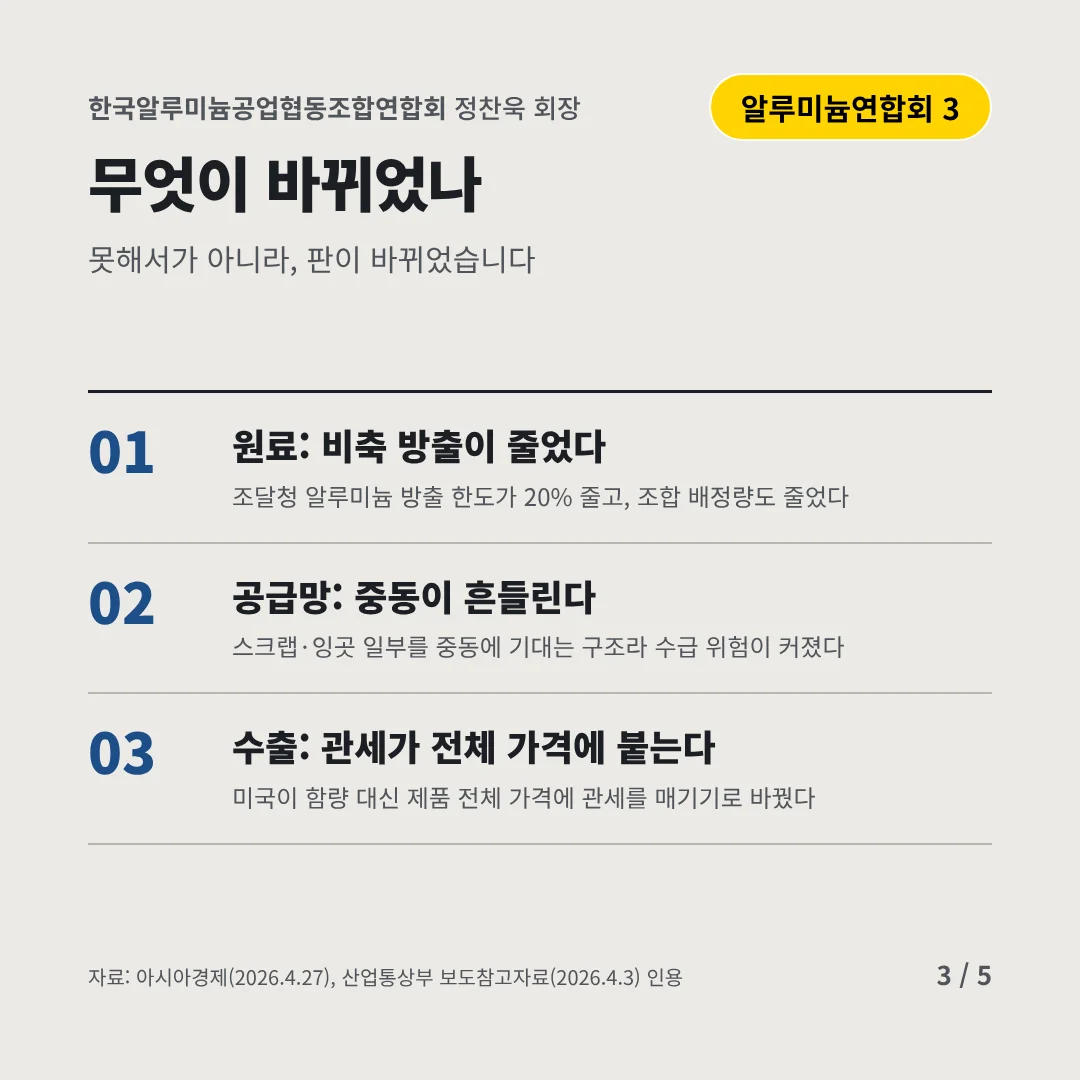 한국알루미늄공업협동조합연합회 정찬욱 회장
알루미늄연합회 3
무엇이 바뀌었나
못해서가 아니라, 판이 바뀌었습니다
01
원료: 비축 방출이 줄었다
조달청 알루미늄 방출 한도가 20% 줄고, 조합 배정량도 줄었다
02
공급망: 중동이 흔들린다
스크랩·잉곳 일부를 중동에 기대는 구조라 수급 위험이 커졌다
03
수출: 관세가 전체 가격에 붙는다
미국이 함량 대신 제품 전체 가격에 관세를 매기기로 바꿨다
자료: 아시아경제(2026.4.27), 산업통상부 보도참고자료(2026.4.3) 인용
3 / 5